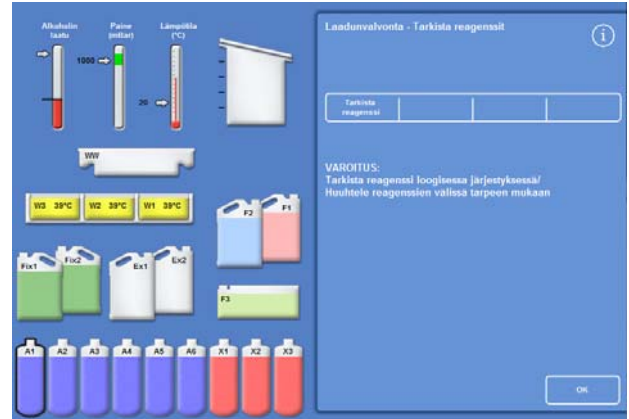 Alkoholin laatu
Paine (mBar)
Lämpötila (°C)
1000
20
WW
W3 39°C
W2 39°C
W1 39°C
F2
F1
Fix1
Fix2
Ex1
Ex2
F3
A1
A2
A3
A4
A5
A6
X1
X2
X3
Laadunvalvonta - Tarkista reagenssit
i
Tarkista
reagenssi
VAROITUS:
Tarkista reagenssi loogisessa järjestyksessä/
Huuhtele reagenssien välissä tarpeen mukaan
OK